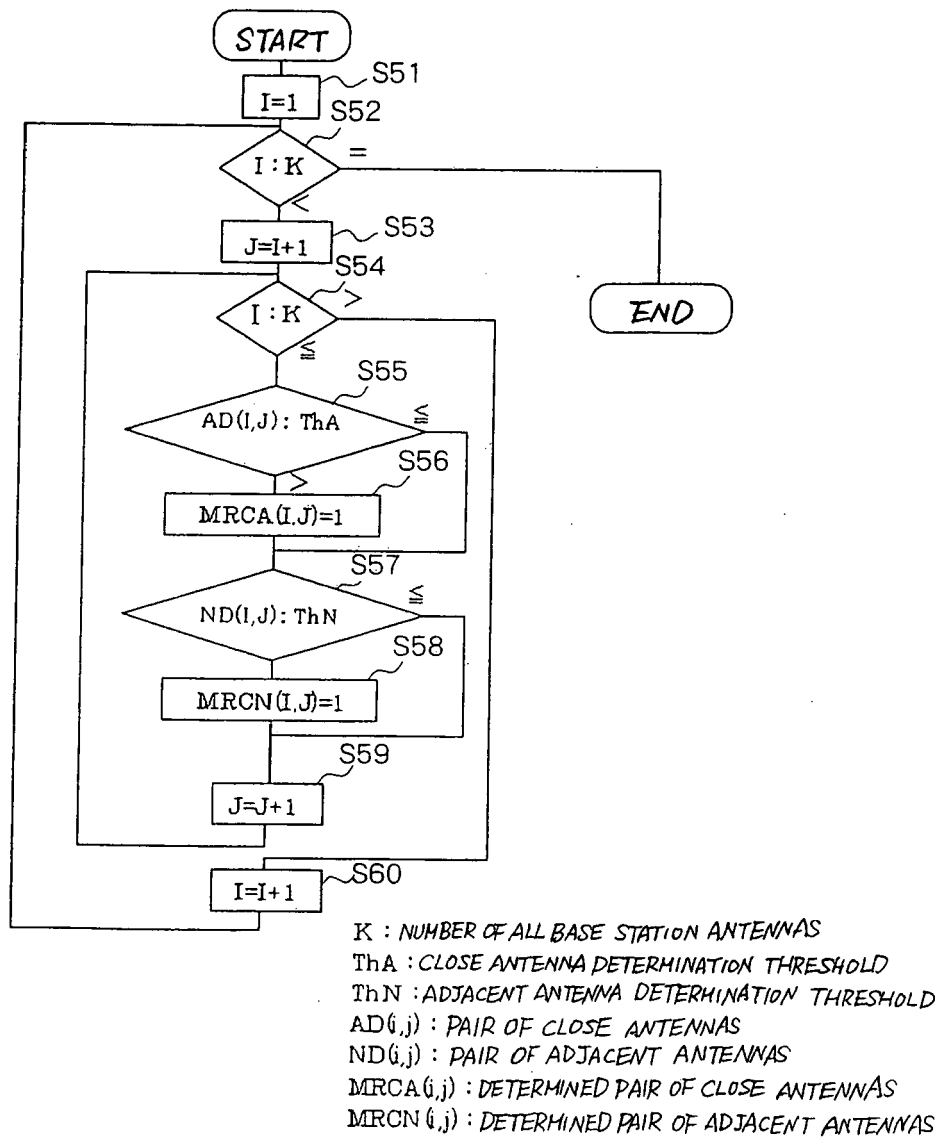 START
S51
I=1
S52
I : K
=
<
S53
J=I+1
S54
I : K
>
≦
S55
AD(I,J) : ThA
≦
>
S56
MRCA(I,J)=1
S57
ND(I,J) : ThN
≦
S58
MRCN(I,J)=1
S59
J=J+1
S60
I=I+1
END
K : NUMBER OF ALL BASE STATION ANTENNAS
ThA : CLOSE ANTENNA DETERMINATION THRESHOLD
ThN : ADJACENT ANTENNA DETERMINATION THRESHOLD
AD(i,j) : PAIR OF CLOSE ANTENNAS
ND(i,j) : PAIR OF ADJACENT ANTENNAS
MRCA(i,j) : DETERMINED PAIR OF CLOSE ANTENNAS
MRCN(i,j) : DETERMINED PAIR OF ADJACENT ANTENNAS